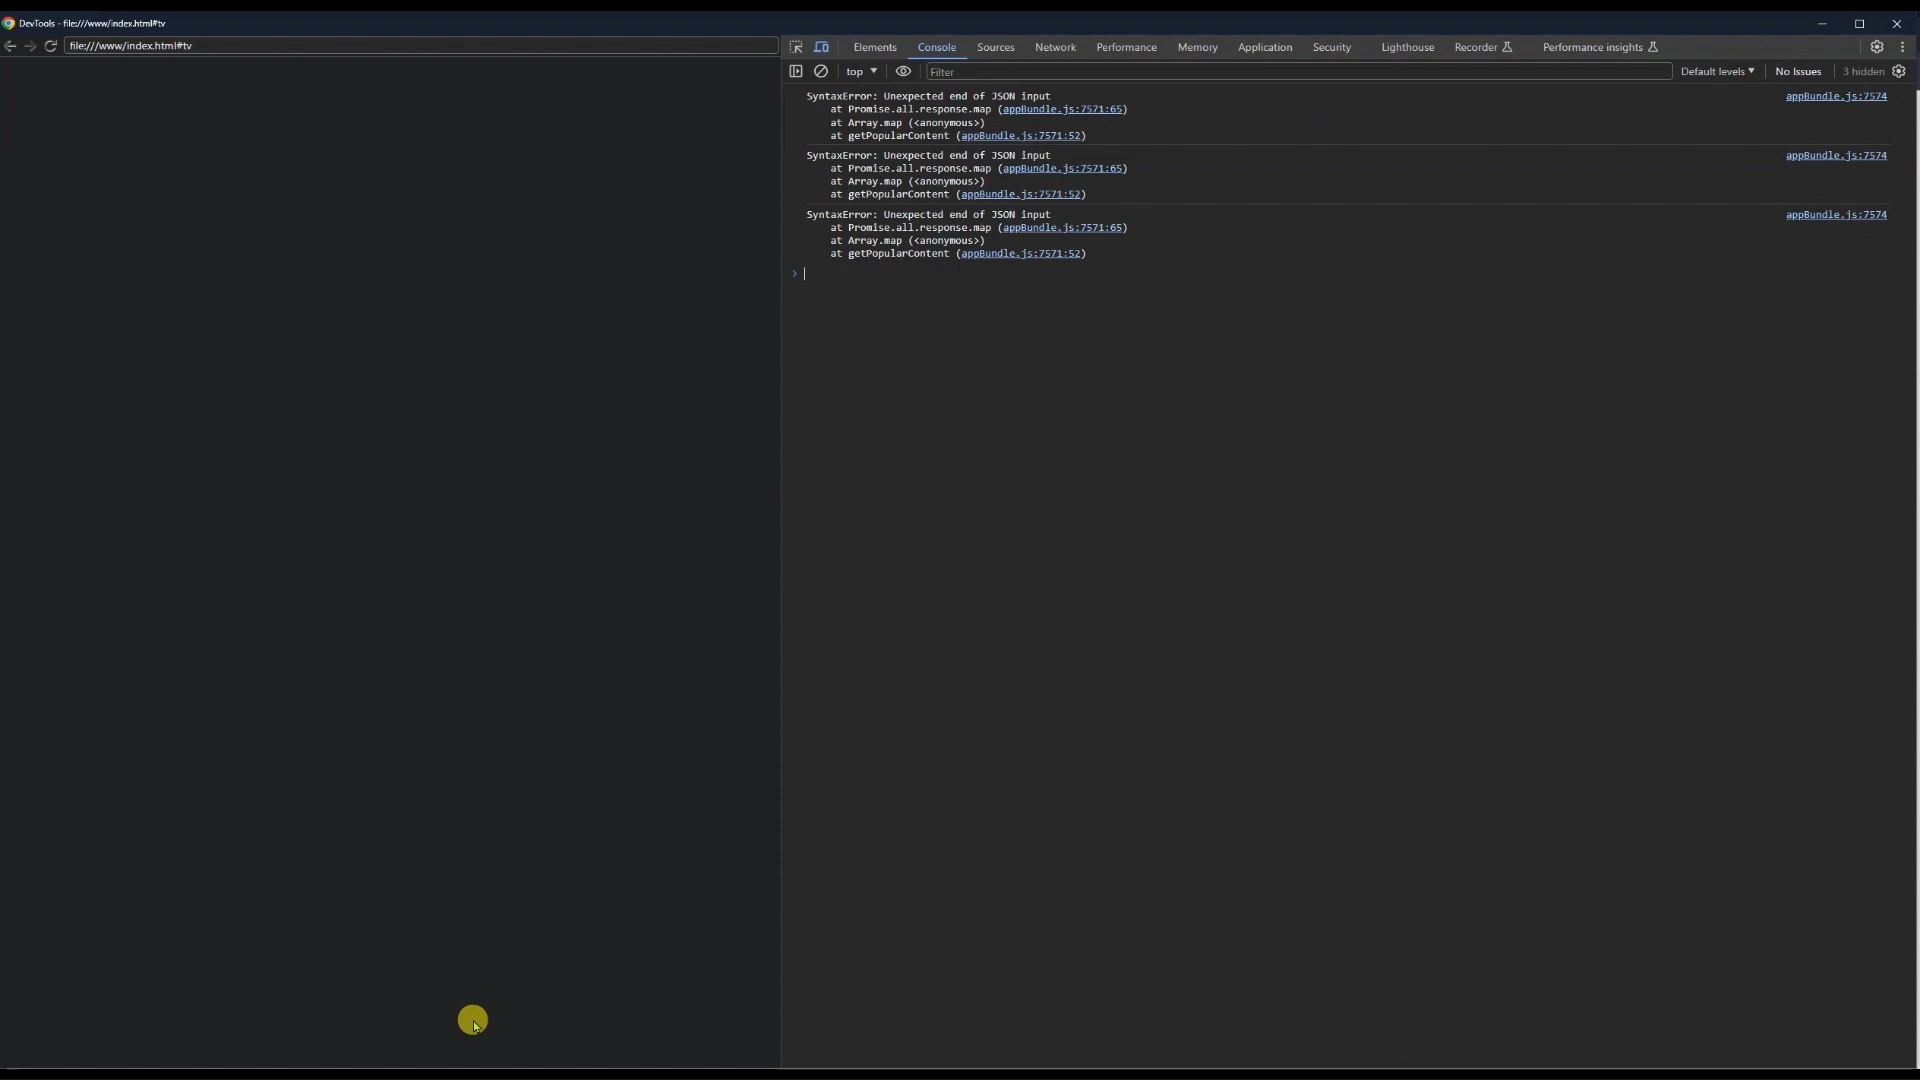 DevTools - file:///www/index.html#tv
file:///www/index.html#tv
Elements Console Sources Network Performance Memory Application Security Lighthouse Recorder Performance insights
top Filter Default levels No Issues 3 hidden
SyntaxError: Unexpected end of JSON input appBundle.js:7574
at Promise.all.response.map (appBundle.js:7571:65)
at Array.map (<anonymous>)
at getPopularContent (appBundle.js:7571:52)
SyntaxError: Unexpected end of JSON input appBundle.js:7574
at Promise.all.response.map (appBundle.js:7571:65)
at Array.map (<anonymous>)
at getPopularContent (appBundle.js:7571:52)
SyntaxError: Unexpected end of JSON input appBundle.js:7574
at Promise.all.response.map (appBundle.js:7571:65)
at Array.map (<anonymous>)
at getPopularContent (appBundle.js:7571:52)